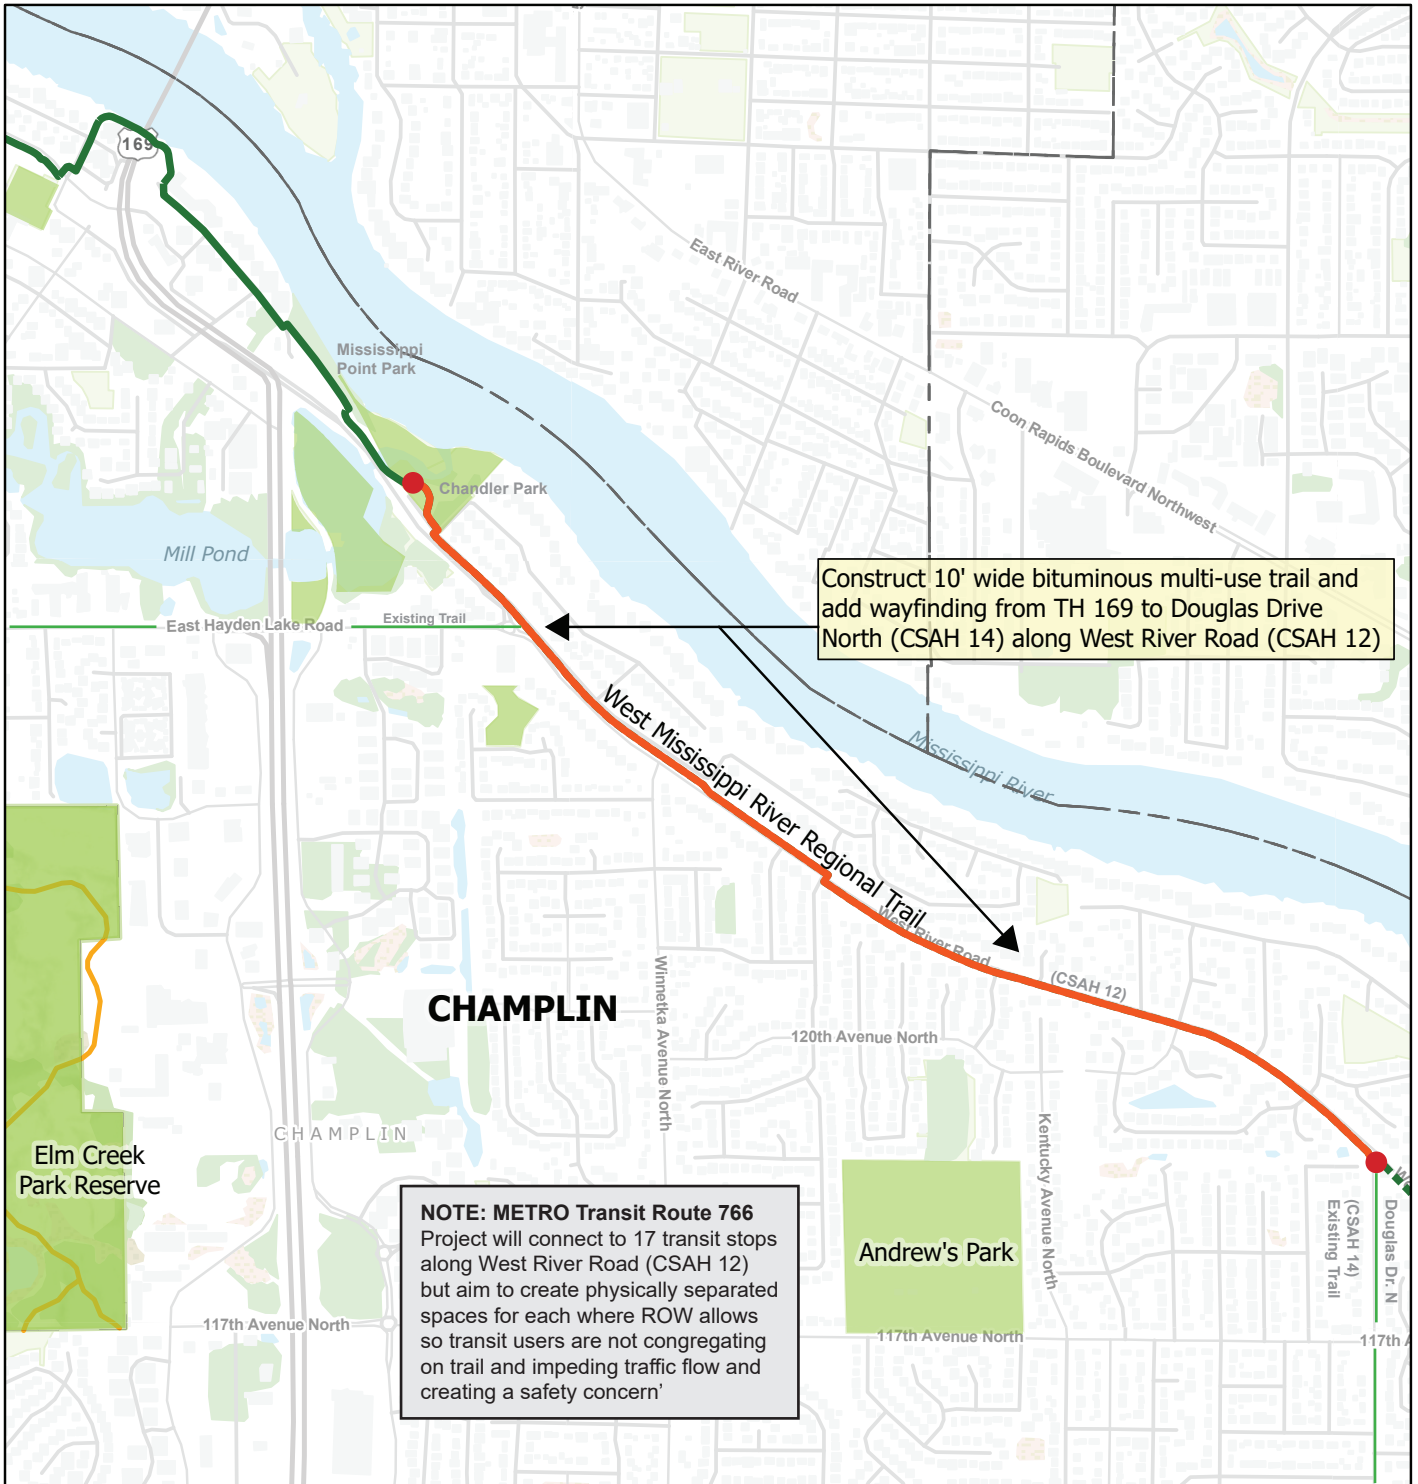 169
East River Road
Mississippi
Point Park
Coon Rapids Boulevard Northwest
Chandler Park
Mill Pond
Construct 10' wide bituminous multi-use trail and
add wayfinding from TH 169 to Douglas Drive
North (CSAH 14) along West River Road (CSAH 12)
East Hayden Lake Road
Existing Trail
West Mississippi River Regional Trail
Mississippi River
West River Road
(CSAH 12)
Winnetka Avenue North
CHAMPLIN
120th Avenue North
Kentucky Avenue North
CHAMPLIN
Elm Creek
Park Reserve
We
Douglas Dr. N
(CSAH 14)
Existing Trail
NOTE: METRO Transit Route 766
Project will connect to 17 transit stops
along West River Road (CSAH 12)
but aim to create physically separated
spaces for each where ROW allows
so transit users are not congregating
on trail and impeding traffic flow and
creating a safety concern’
Andrew's Park
117th Avenue North
117th Avenue North
117th A